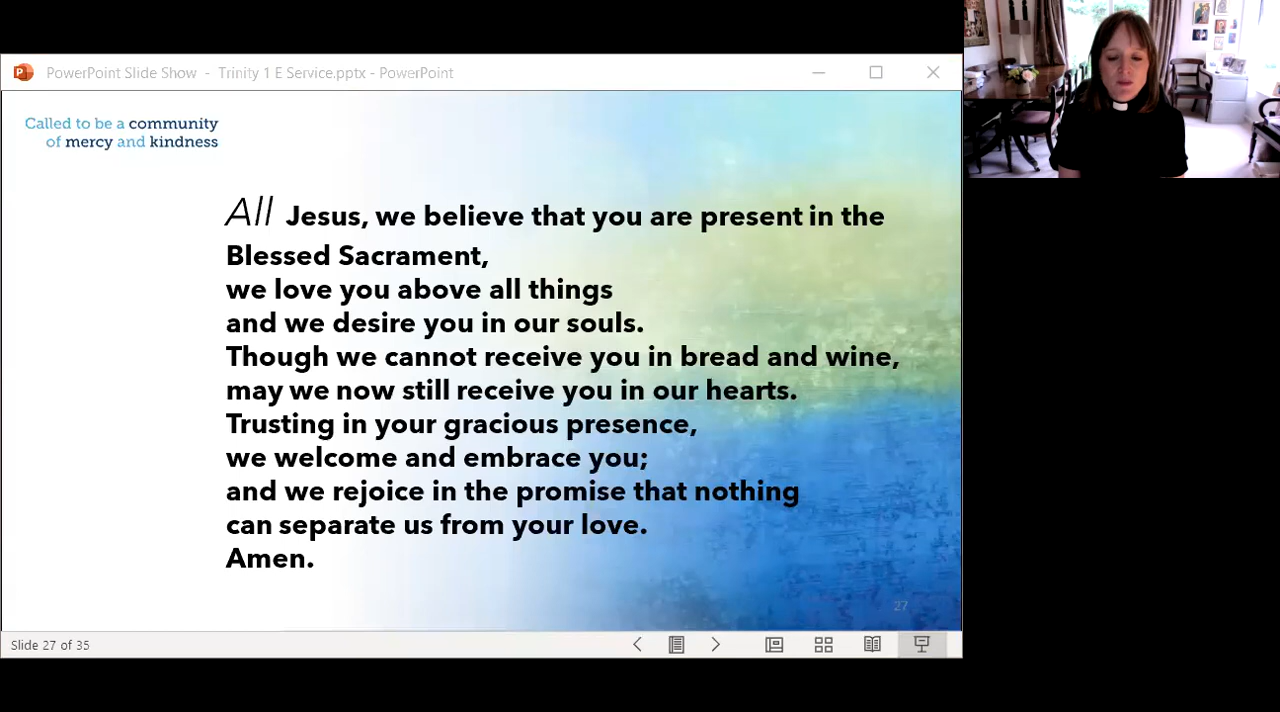 PowerPoint Slide Show - Trinity 1 E Service.pptx - PowerPoint
Called to be a community
of mercy and kindness
All Jesus, we believe that you are present in the
Blessed Sacrament,
we love you above all things
and we desire you in our souls.
Though we cannot receive you in bread and wine,
may we now still receive you in our hearts.
Trusting in your gracious presence,
we welcome and embrace you;
and we rejoice in the promise that nothing
can separate us from your love.
Amen.
27
Slide 27 of 35